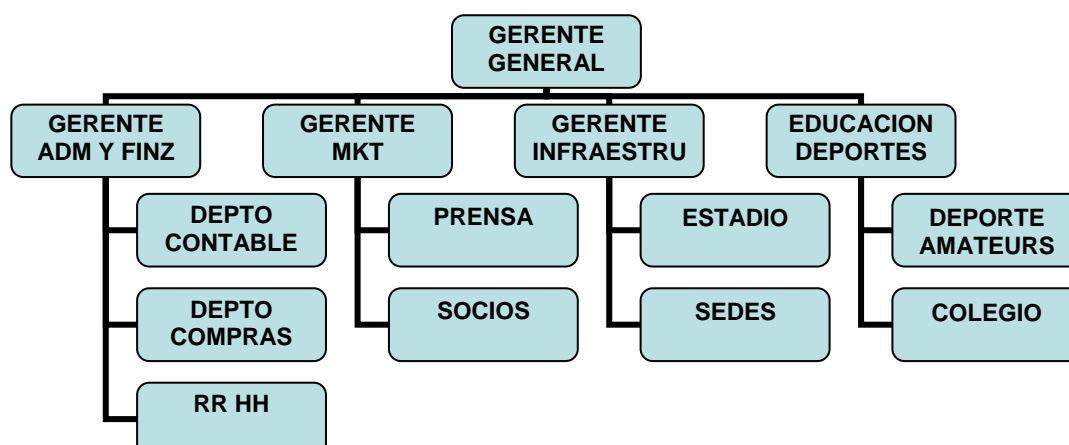 GERENTE
GENERAL
GERENTE
ADM Y FINZ
GERENTE
MKT
GERENTE
INFRAESTRU
EDUCACION
DEPORTES
DEPTO
CONTABLE
PRENSA
ESTADIO
DEPORTE
AMATEURS
DEPTO
COMPRAS
SOCIOS
SEDES
COLEGIO
RR HH